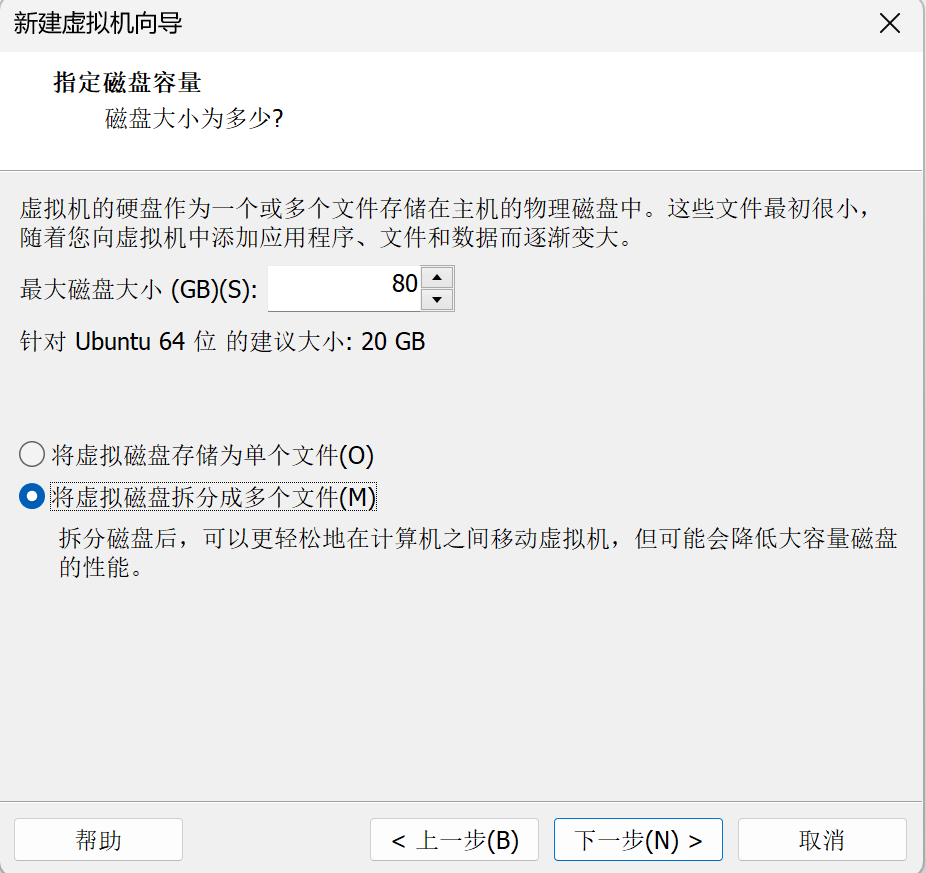 新建虚拟机向导
指定磁盘容量
磁盘大小为多少?
虚拟机的硬盘作为一个或多个文件存储在主机的物理磁盘中。这些文件最初很小，
随着您向虚拟机中添加应用程序、文件和数据而逐渐变大。
最大磁盘大小 (GB)(S): 80
针对 Ubuntu 64 位 的建议大小: 20 GB
将虚拟磁盘存储为单个文件(O)
将虚拟磁盘拆分成多个文件(M)
拆分磁盘后，可以更轻松地在计算机之间移动虚拟机，但可能会降低大容量磁盘
的性能。
帮助 < 上一步(B) 下一步(N) > 取消